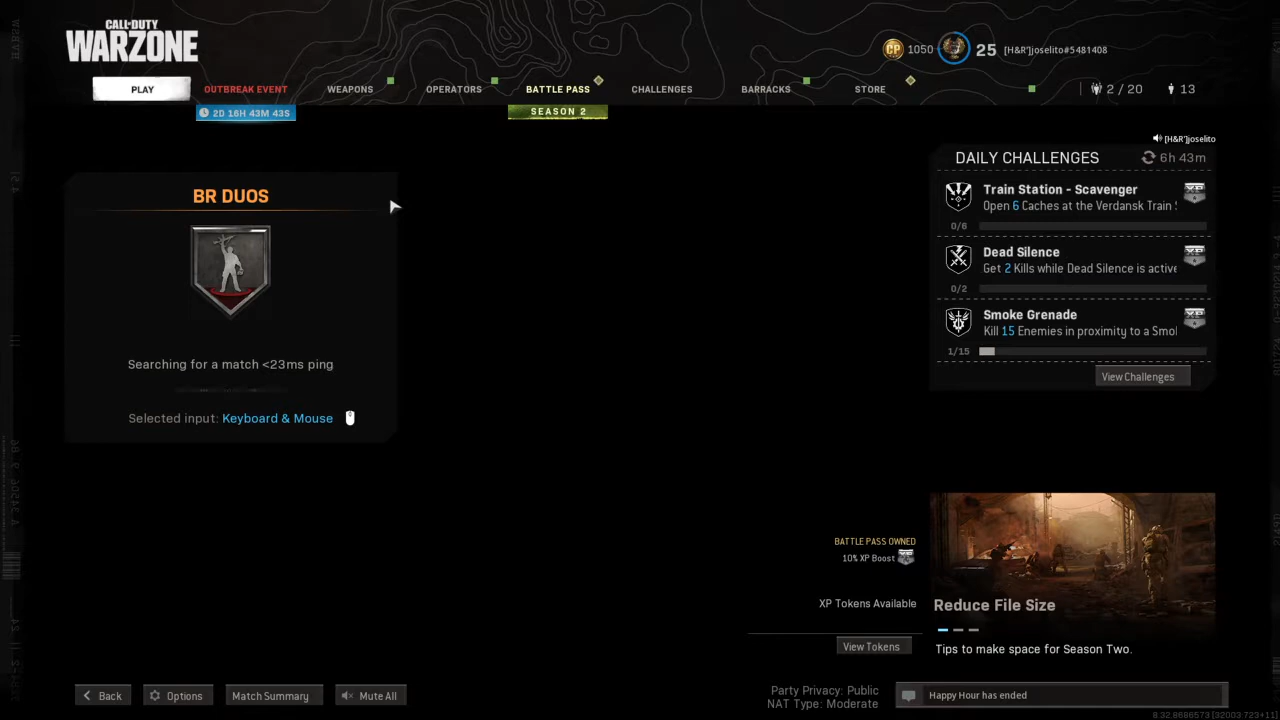 CALL OF DUTY
WARZONE
CP 1050 25 [H&R']joselito#5481408
PLAY OUTBREAK EVENT WEAPONS OPERATORS BATTLE PASS CHALLENGES BARRACKS STORE 2 / 20 13
2D 16H 43M 43S SEASON 2
[H&R']joselito
DAILY CHALLENGES 6h 43m
Train Station - Scavenger XP
Open 6 Caches at the Verdansk Train
0/6
Dead Silence XP
Get 2 Kills while Dead Silence is active
0/2
Smoke Grenade XP
Kill 15 Enemies in proximity to a Smo
1/15
View Challenges
BR DUOS
Searching for a match <23ms ping
Selected input: Keyboard & Mouse
BATTLE PASS OWNED
10% XP Boost XP
XP Tokens Available
View Tokens
Reduce File Size
Tips to make space for Season Two.
Back Options Match Summary Mute All
Party Privacy: Public
NAT Type: Moderate
Happy Hour has ended